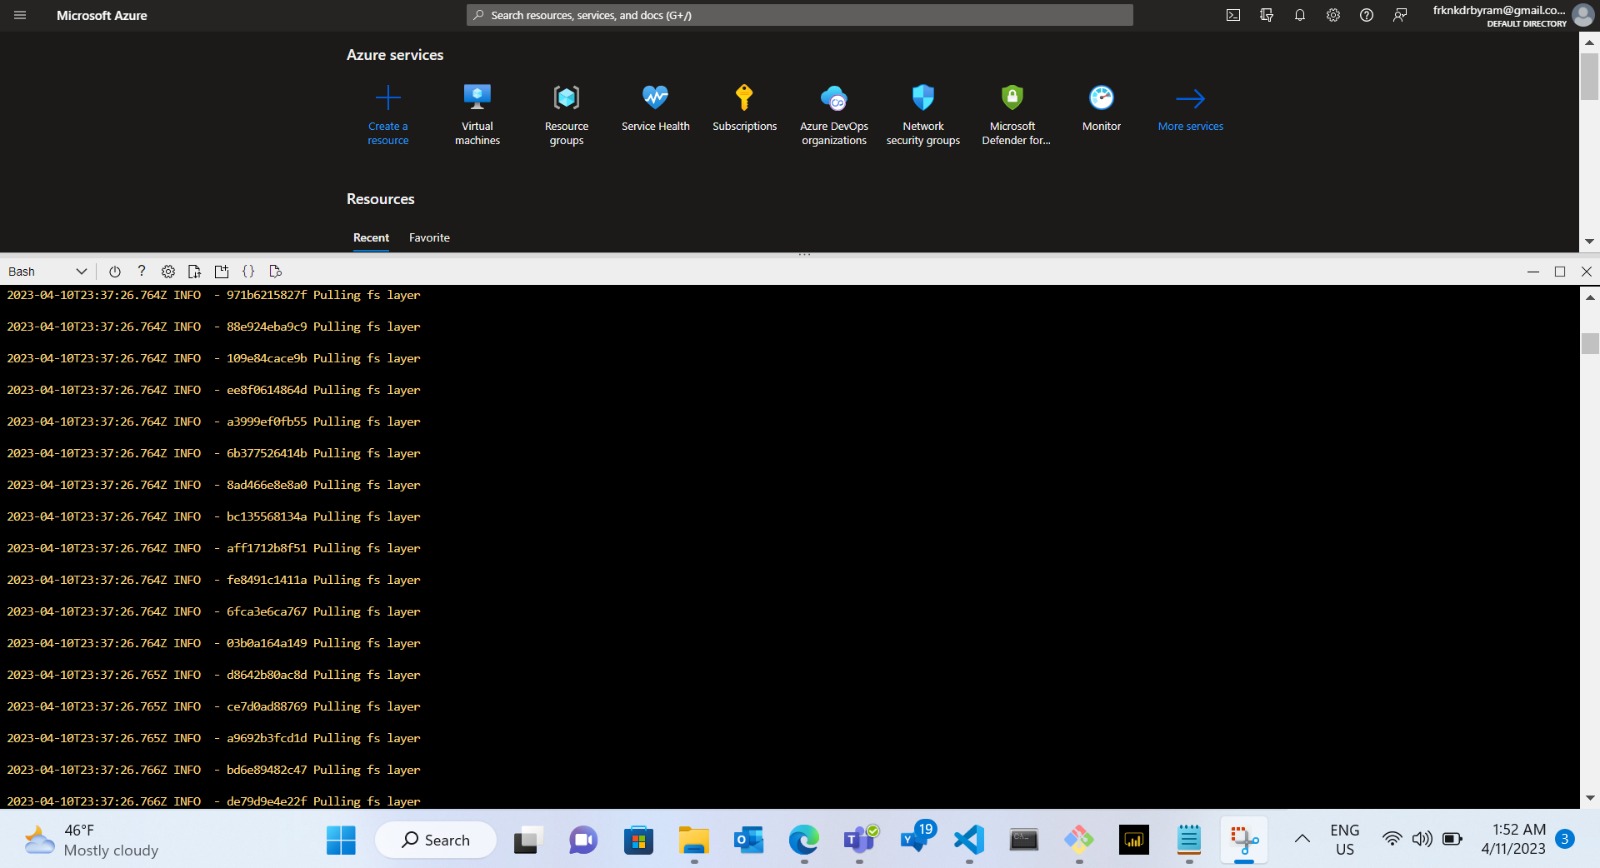 Microsoft Azure
Search resources, services, and docs (G+/)
frknkdrbyram@gmail.co...
DEFAULT DIRECTORY
Azure services
Create a resource
Virtual machines
Resource groups
Service Health
Subscriptions
Azure DevOps organizations
Network security groups
Microsoft Defender for...
Monitor
More services
Resources
Recent Favorite
Bash
2023-04-10T23:37:26.764Z INFO - 971b6215827f Pulling fs layer
2023-04-10T23:37:26.764Z INFO - 88e924eba9c9 Pulling fs layer
2023-04-10T23:37:26.764Z INFO - 109e84cace9b Pulling fs layer
2023-04-10T23:37:26.764Z INFO - ee8f0614864d Pulling fs layer
2023-04-10T23:37:26.764Z INFO - a3999ef0fb55 Pulling fs layer
2023-04-10T23:37:26.764Z INFO - 6b377526414b Pulling fs layer
2023-04-10T23:37:26.764Z INFO - 8ad466e8e8a0 Pulling fs layer
2023-04-10T23:37:26.764Z INFO - bc135568134a Pulling fs layer
2023-04-10T23:37:26.764Z INFO - aff1712b8f51 Pulling fs layer
2023-04-10T23:37:26.764Z INFO - fe8491c1411a Pulling fs layer
2023-04-10T23:37:26.764Z INFO - 6fca3e6ca767 Pulling fs layer
2023-04-10T23:37:26.764Z INFO - 03b0a164a149 Pulling fs layer
2023-04-10T23:37:26.765Z INFO - d8642b80ac8d Pulling fs layer
2023-04-10T23:37:26.765Z INFO - ce7d0ad88769 Pulling fs layer
2023-04-10T23:37:26.765Z INFO - a9692b3fcd1d Pulling fs layer
2023-04-10T23:37:26.766Z INFO - bd6e89482c47 Pulling fs layer
2023-04-10T23:37:26.766Z INFO - de79d9e4e22f Pulling fs layer
46°F
Mostly cloudy
Search
19
ENG
US
1:52 AM
4/11/2023
3